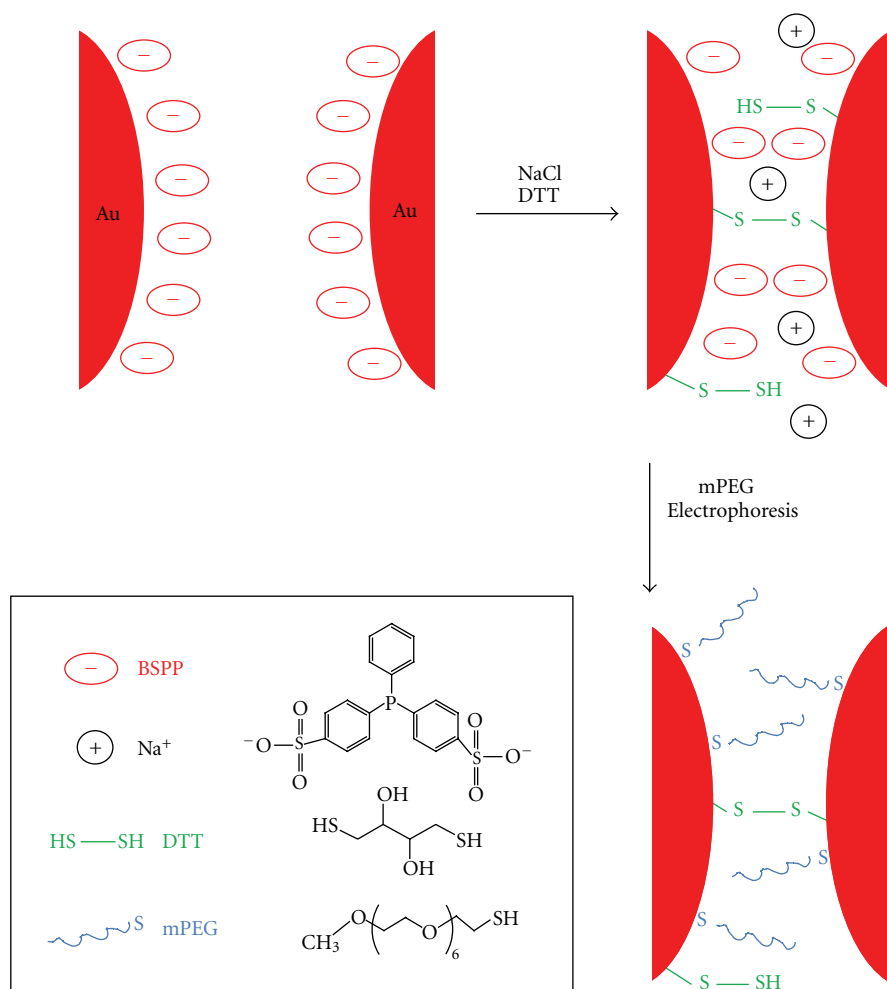 − −
− −
− −
Au Au
− −
− −
− −
NaCl
DTT
+
− −
HS S
− −
+
S S
− −
+
− −
S SH
+
mPEG
Electrophoresis
− BSPP
P
O O
⁻O S S O⁻
O O
+ Na⁺
HS SH DTT
OH
HS SH
OH
S mPEG
CH₃ O ( O )₆ SH
S
S
S
S S
S
S
S SH